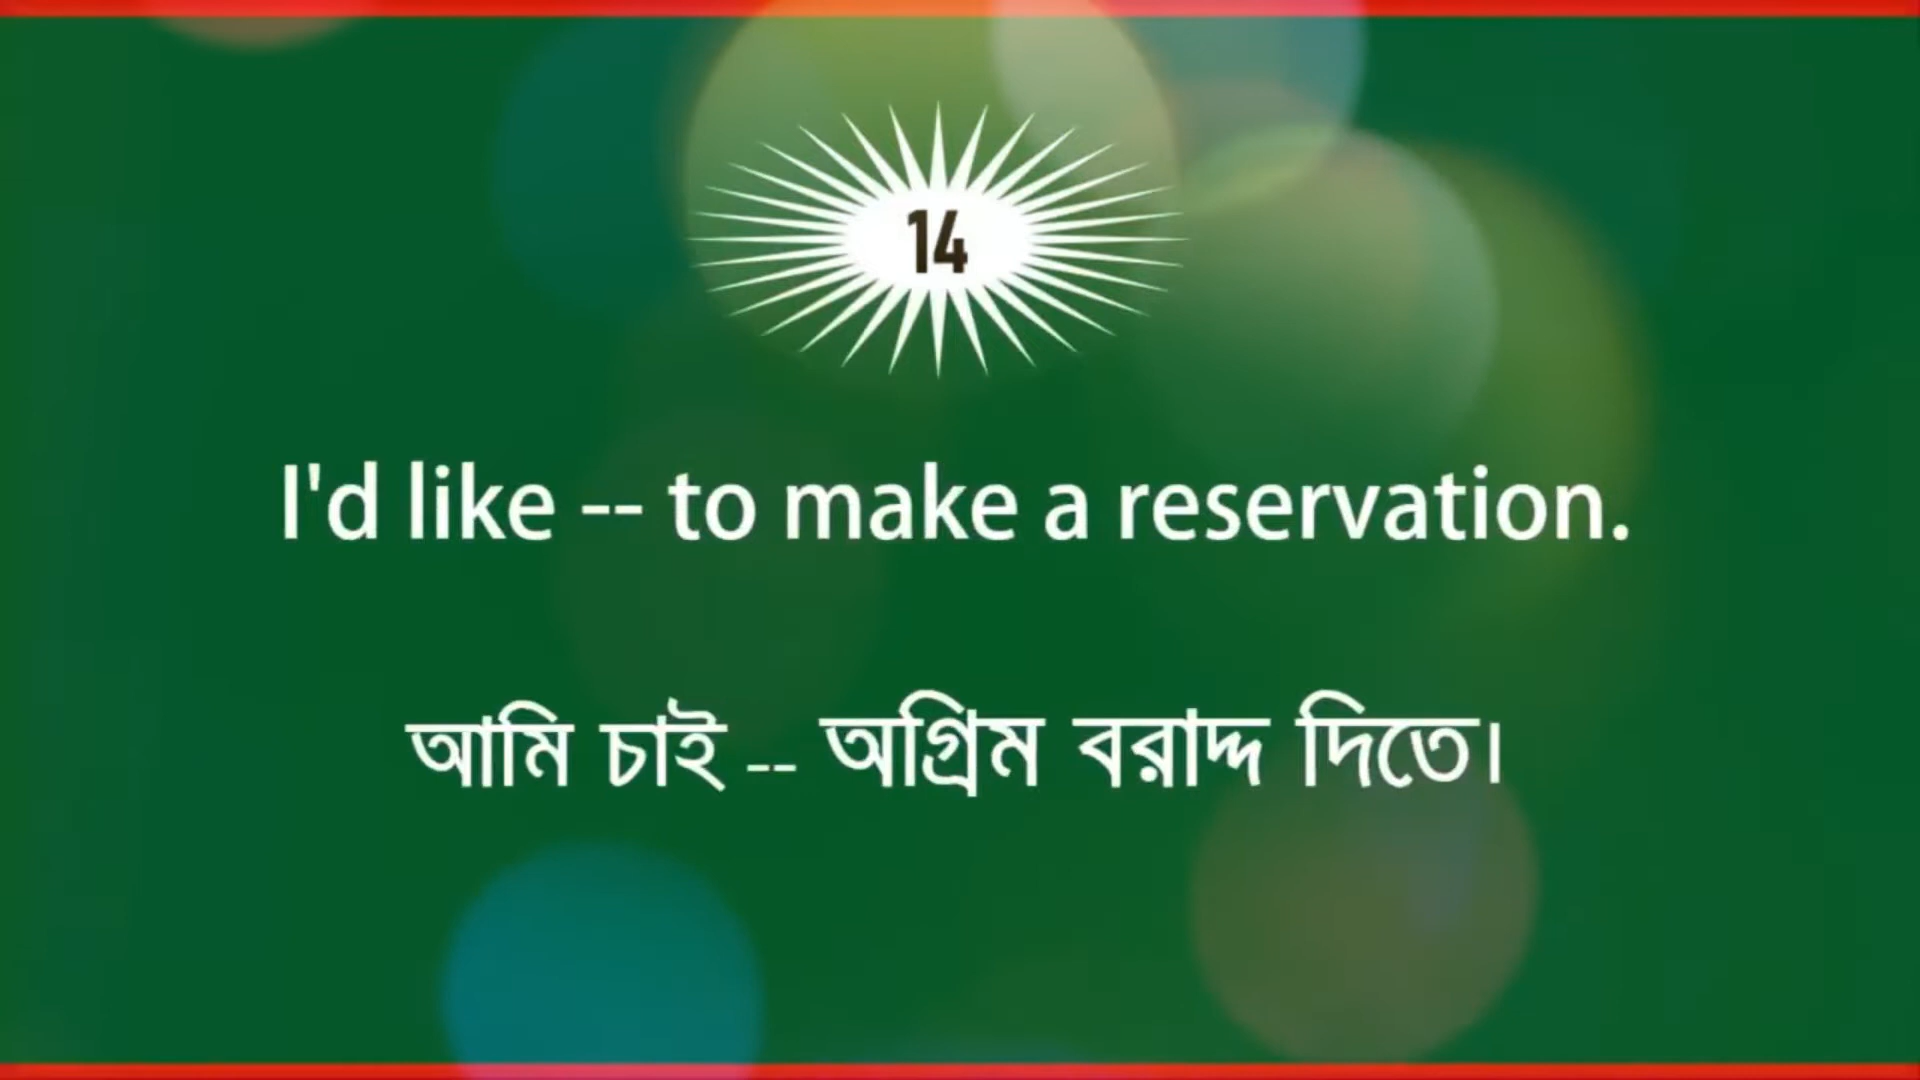 14
I'd like -- to make a reservation.
আমি চাই -- অগ্রিম বরাদ্দ দিতে।